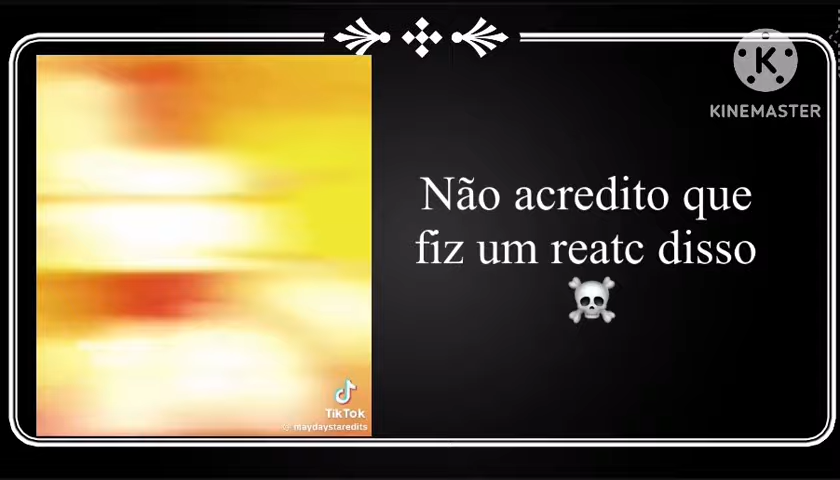 KINEMASTER
Não acredito que
fiz um reatc disso
☠️
TikTok
@ maydaystaredits